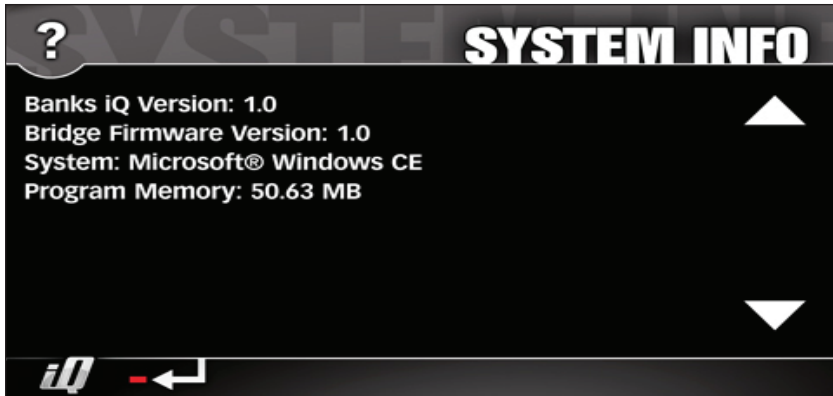 ?
SYSTEM INFO
Banks iQ Version: 1.0
Bridge Firmware Version: 1.0
System: Microsoft® Windows CE
Program Memory: 50.63 MB
iQ